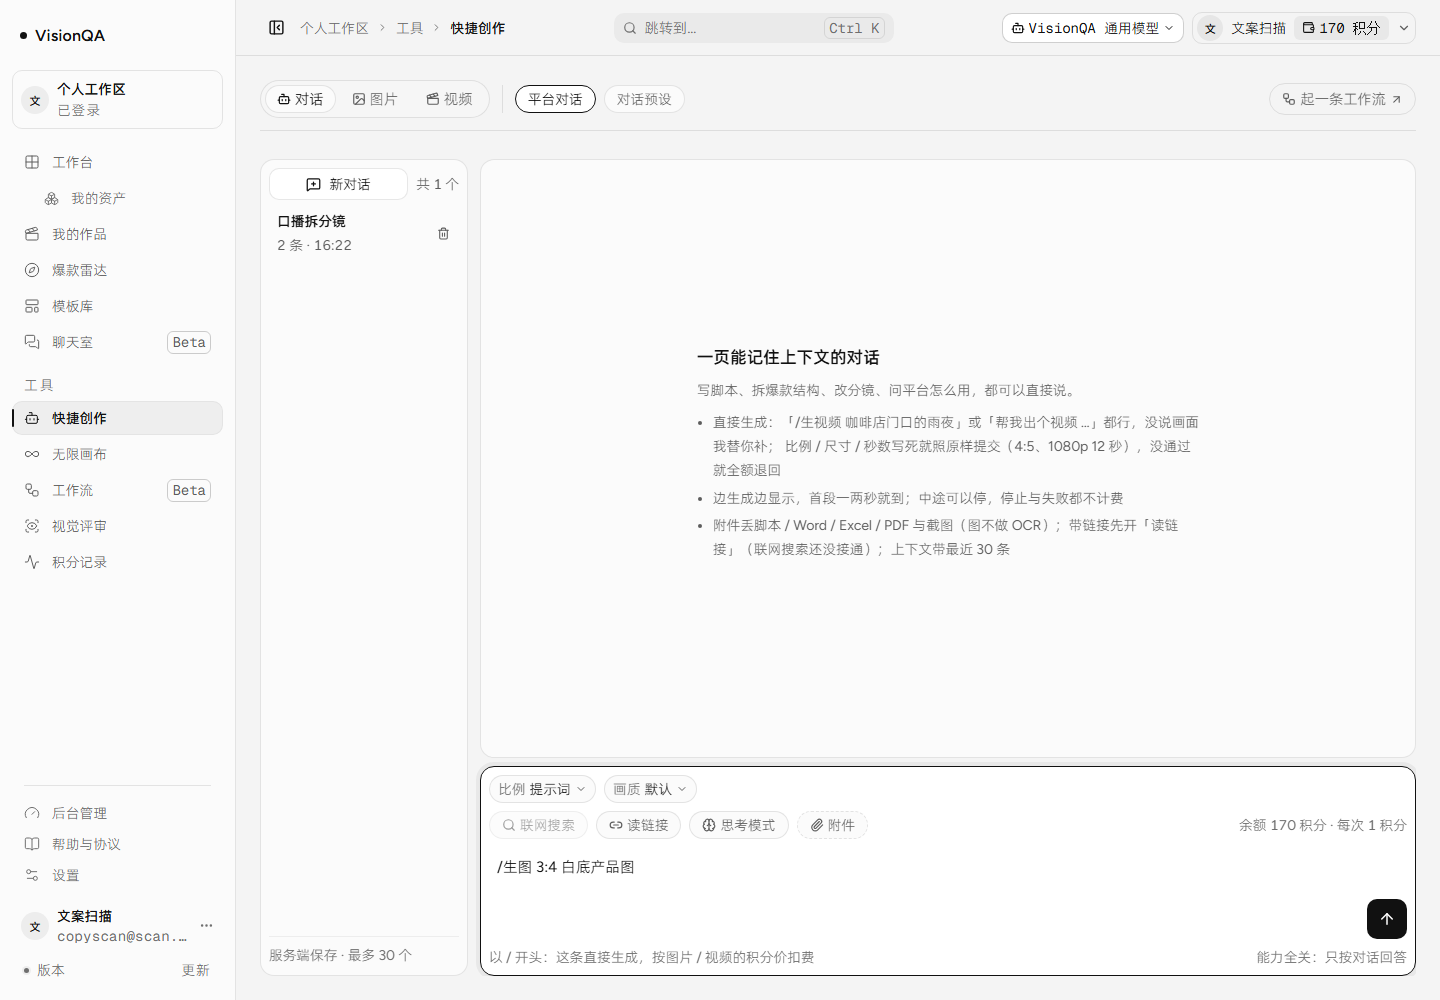 VisionQA
文
个人工作区
已登录
工作台
我的资产
我的作品
爆款雷达
模板库
聊天室 Beta
工具
快捷创作
无限画布
工作流 Beta
视觉评审
积分记录
后台管理
帮助与协议
设置
文
文案扫描
copyscan@scan.…
版本 更新
个人工作区 > 工具 > 快捷创作
跳转到… Ctrl K
VisionQA 通用模型
文 文案扫描 170 积分
对话 图片 视频 平台对话 对话预设
起一条工作流
新对话 共 1 个
口播拆分镜
2 条 · 16:22
服务端保存 · 最多 30 个
一页能记住上下文的对话
写脚本、拆爆款结构、改分镜、问平台怎么用，都可以直接说。
• 直接生成：「/生视频 咖啡店门口的雨夜」或「帮我出个视频 …」都行，没说画面
我替你补； 比例 / 尺寸 / 秒数写死就照原样提交（4:5、1080p 12 秒），没通过
就全额退回
• 边生成边显示，首段一两秒就到；中途可以停，停止与失败都不计费
• 附件丢脚本 / Word / Excel / PDF 与截图（图不做 OCR）；带链接先开「读链
接」（联网搜索还没接通）；上下文带最近 30 条
比例 提示词 画质 默认
联网搜索 读链接 思考模式 附件
余额 170 积分 · 每次 1 积分
/生图 3:4 白底产品图
以 / 开头：这条直接生成，按图片 / 视频的积分价扣费
能力全关：只按对话回答